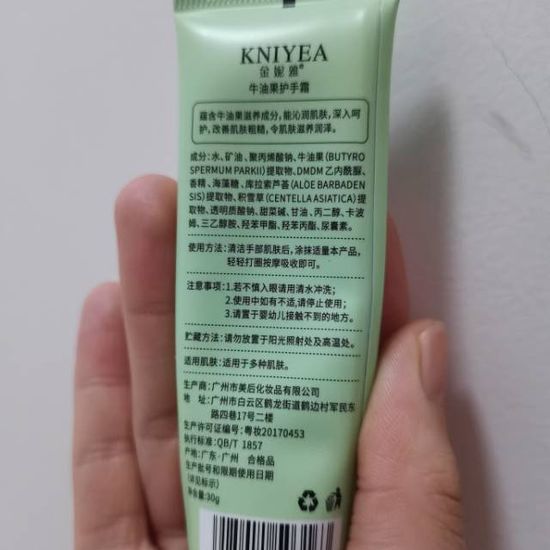 KNIYEA
金妮雅®
牛油果护手霜
蕴含牛油果滋养成分，能沁润肌肤，深入呵
护，改善肌肤粗糙，令肌肤滋养润泽。
成分：水、矿油、聚丙烯酸钠、牛油果(BUTYRO
SPERMUM PARKII)提取物、DMDM 乙内酰脲、
香精、海藻糖、库拉索芦荟(ALOE BARBADEN
SIS)提取物、积雪草(CENTELLA ASIATICA)提
取物、透明质酸钠、甜菜碱、甘油、丙二醇、卡波
姆、三乙醇胺、羟苯甲酯、羟苯丙酯、尿囊素。
使用方法：清洁手部肌肤后，涂抹适量本产品，
轻轻打圈按摩吸收即可。
注意事项：1.若不慎入眼请用清水冲洗；
2.使用中如有不适,请停止使用；
3.请置于婴幼儿接触不到的地方。
贮藏方法：请勿放置于阳光照射处及高温处。
适用肌肤：适用于多种肌肤。
生产商：广州市美后化妆品有限公司
地 址：广州市白云区鹤龙街道鹤边村军民东
路四巷17号二楼
生产许可证编号：粤妆20170453
执行标准：QB/T 1857
产地：广东·广州 合格品
生产批号和限期使用日期
(详见标示)
净含量：30g